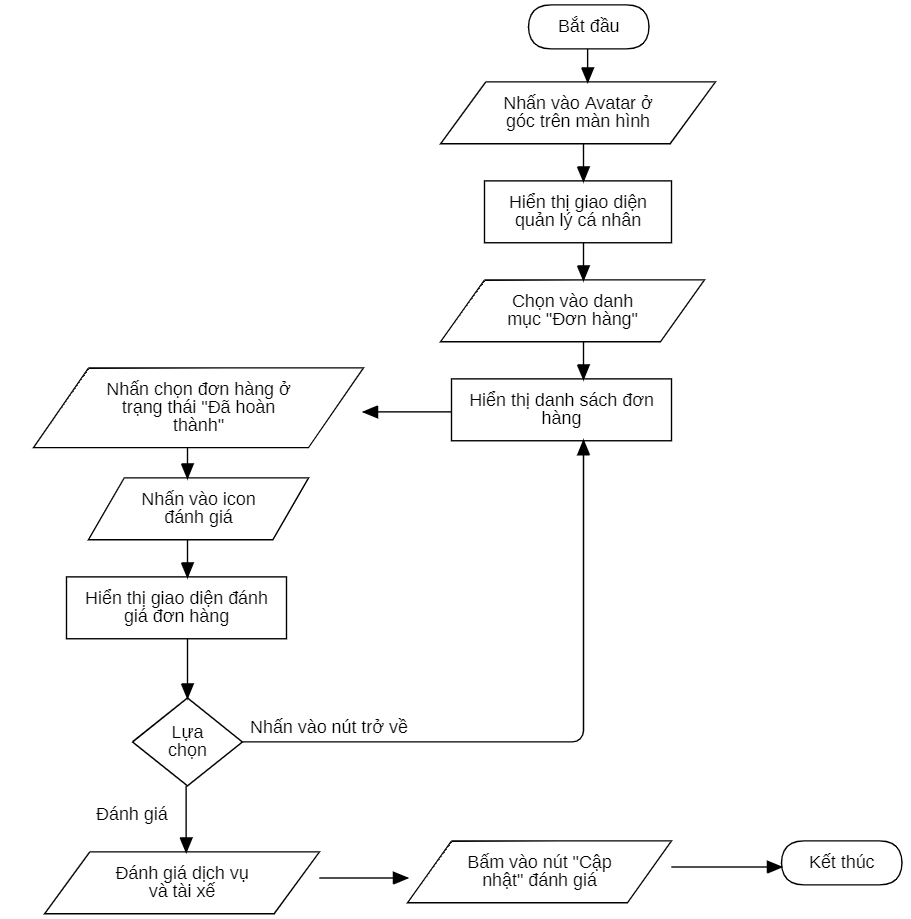 Bắt đầu
Nhấn vào Avatar ở
góc trên màn hình
Hiển thị giao diện
quản lý cá nhân
Chọn vào danh
mục "Đơn hàng"
Hiển thị danh sách đơn
hàng
Nhấn chọn đơn hàng ở
trạng thái "Đã hoàn
thành"
Nhấn vào icon
đánh giá
Hiển thị giao diện đánh
giá đơn hàng
Lựa
chọn
Nhấn vào nút trở về
Đánh giá
Đánh giá dịch vụ
và tài xế
Bấm vào nút "Cập
nhật" đánh giá
Kết thúc